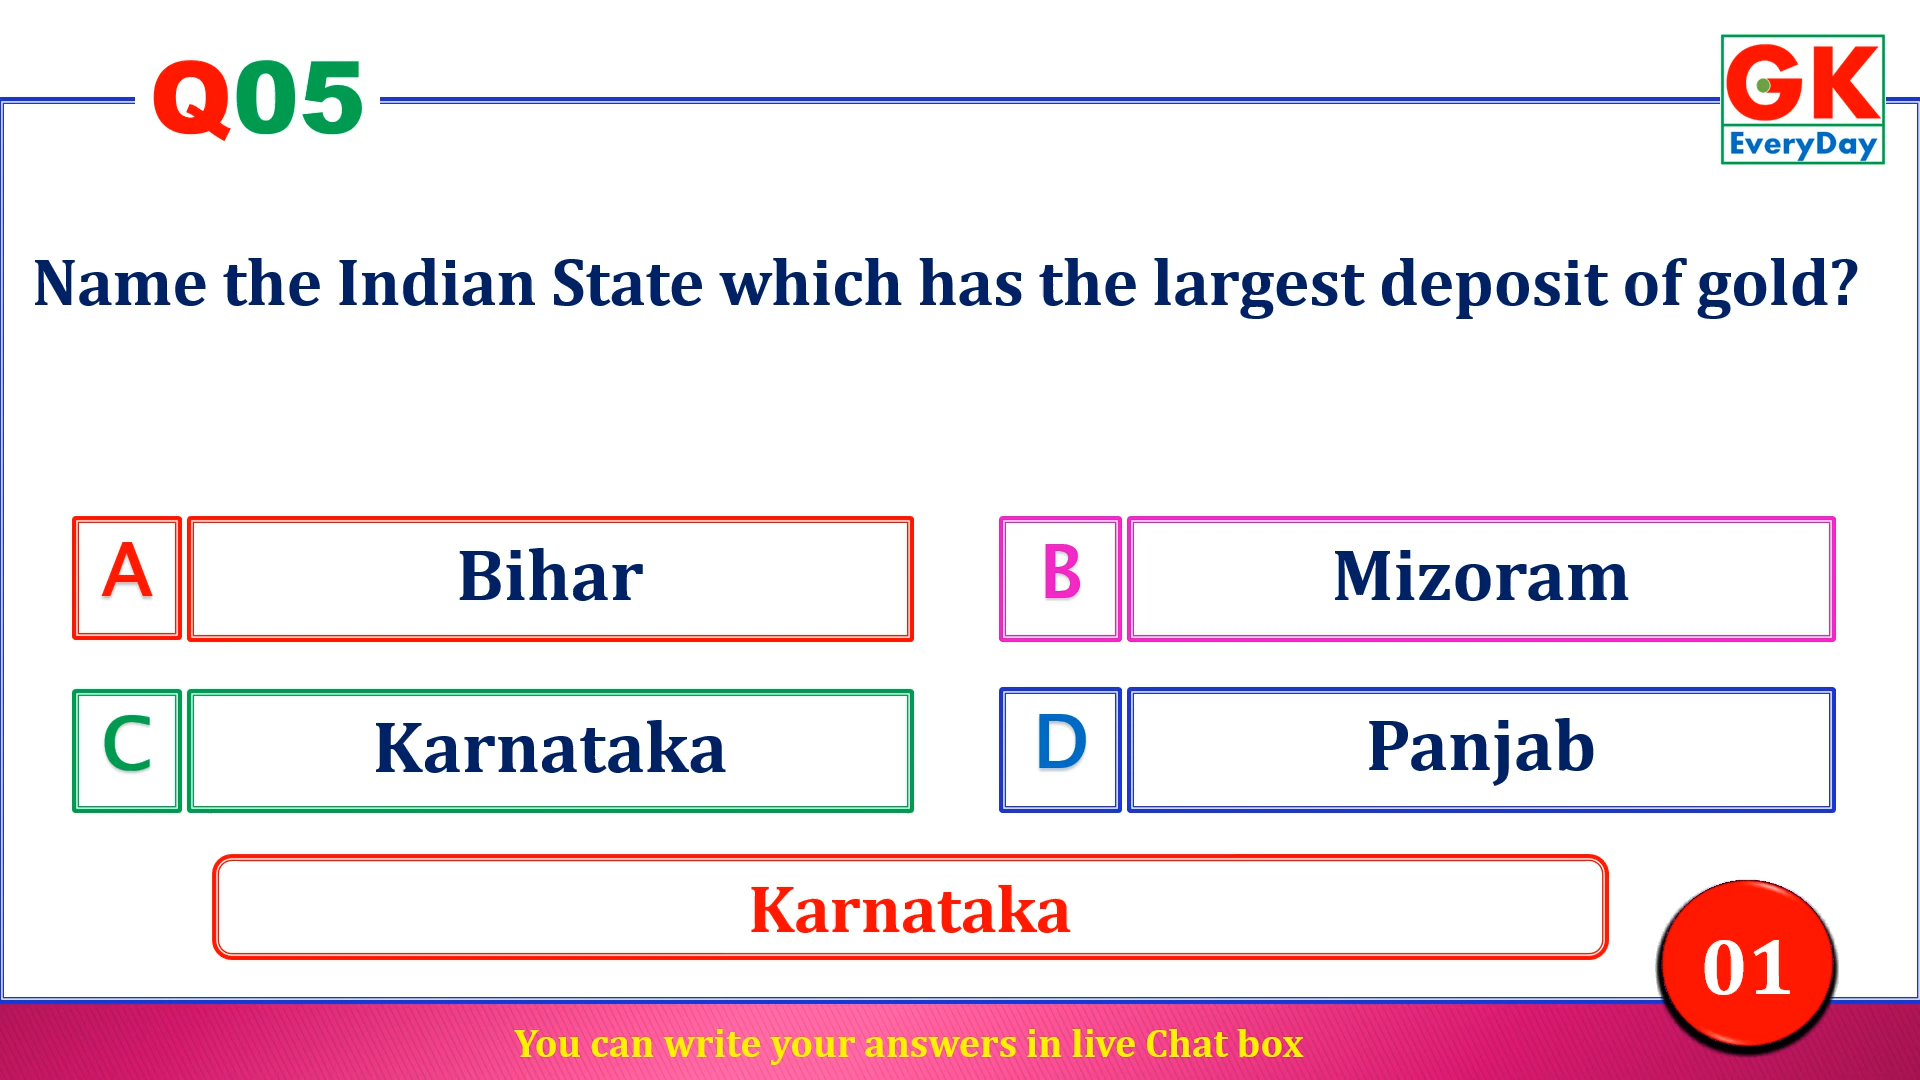 Q05
GK
EveryDay
Name the Indian State which has the largest deposit of gold?
A
Bihar
B
Mizoram
C
Karnataka
D
Panjab
Karnataka
01
You can write your answers in live Chat box